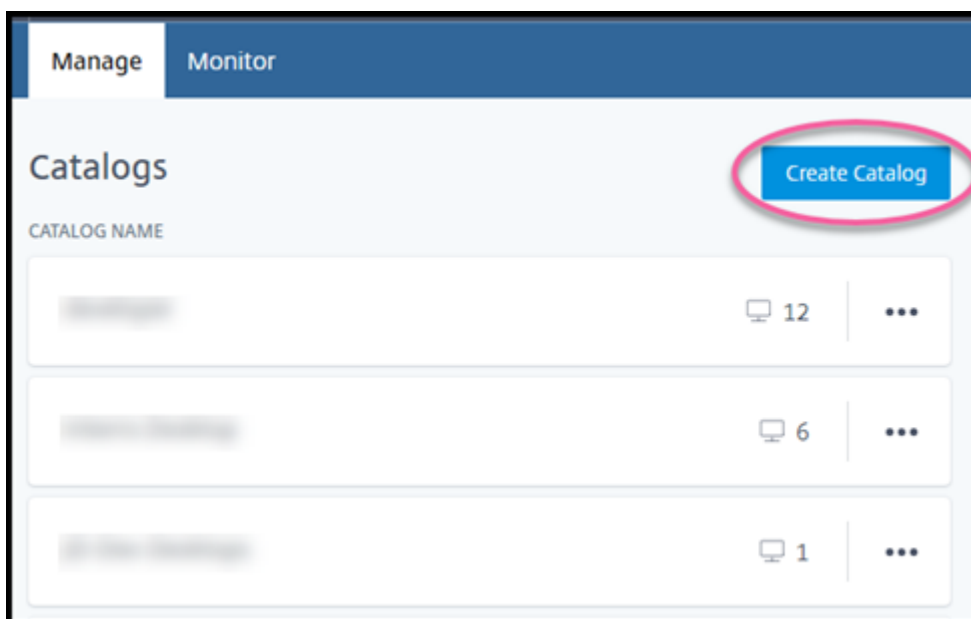 Manage Monitor
Catalogs
Create Catalog
CATALOG NAME
12
6
1